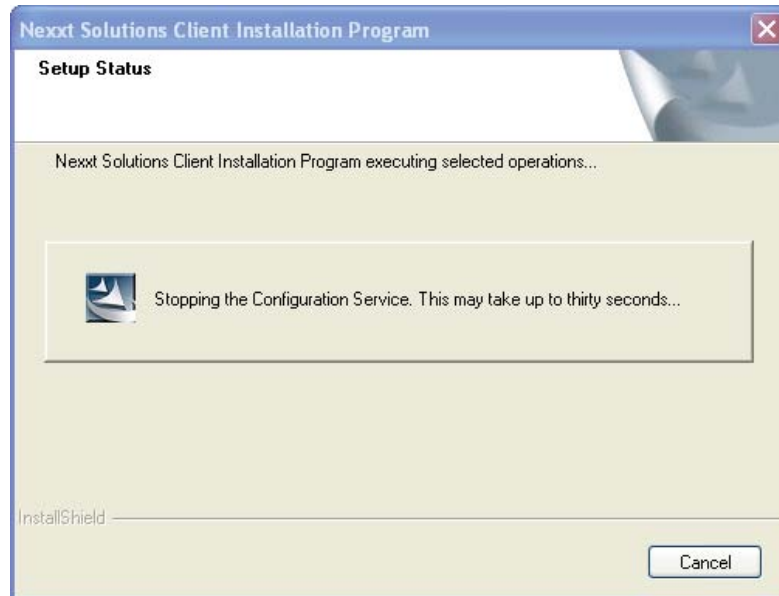 Nexxt Solutions Client Installation Program
Setup Status
Nexxt Solutions Client Installation Program executing selected operations...
Stopping the Configuration Service. This may take up to thirty seconds...
InstallShield
Cancel